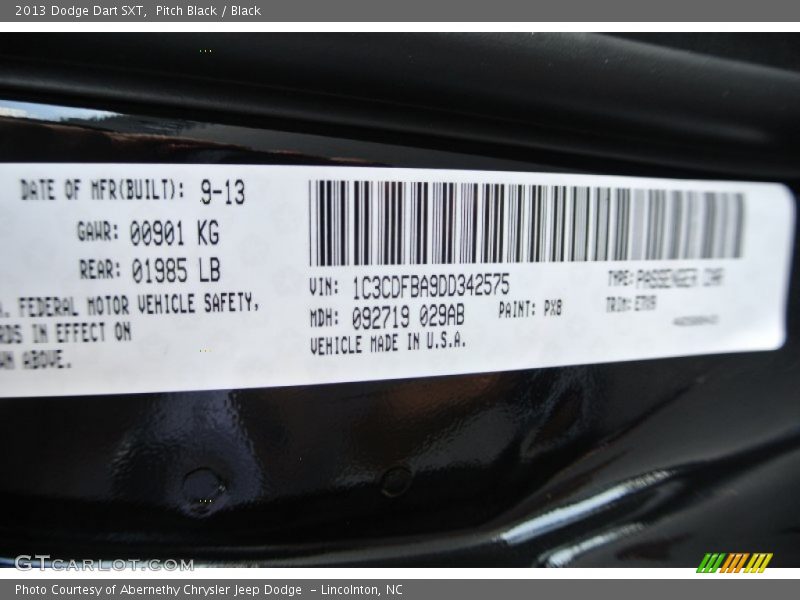 2013 Dodge Dart SXT, Pitch Black / Black
DATE OF MFR(BUILT): 9-13
GAWR: 00901 KG
REAR: 01985 LB
FEDERAL MOTOR VEHICLE SAFETY,
IN EFFECT ON
ABOVE.
VIN: 1C3CDFBA9DD342575
MDH: 092719 029AB PAINT: PX8
VEHICLE MADE IN U.S.A.
TYPE: PASSENGER CAR
TRIM:
GTcarlot.com
Photo Courtesy of Abernethy Chrysler Jeep Dodge - Lincolnton, NC